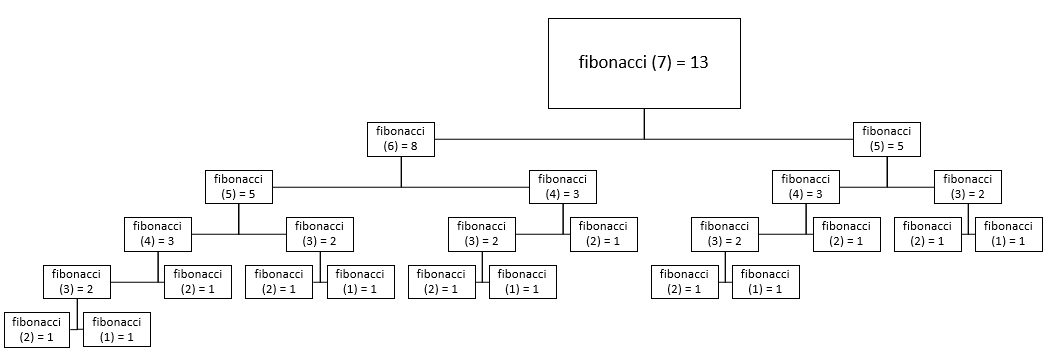 fibonacci (7) = 13
fibonacci
(6) = 8
fibonacci
(5) = 5
fibonacci
(5) = 5
fibonacci
(4) = 3
fibonacci
(4) = 3
fibonacci
(3) = 2
fibonacci
(4) = 3
fibonacci
(3) = 2
fibonacci
(3) = 2
fibonacci
(2) = 1
fibonacci
(3) = 2
fibonacci
(2) = 1
fibonacci
(2) = 1
fibonacci
(1) = 1
fibonacci
(3) = 2
fibonacci
(2) = 1
fibonacci
(2) = 1
fibonacci
(1) = 1
fibonacci
(2) = 1
fibonacci
(1) = 1
fibonacci
(2) = 1
fibonacci
(1) = 1
fibonacci
(2) = 1
fibonacci
(1) = 1